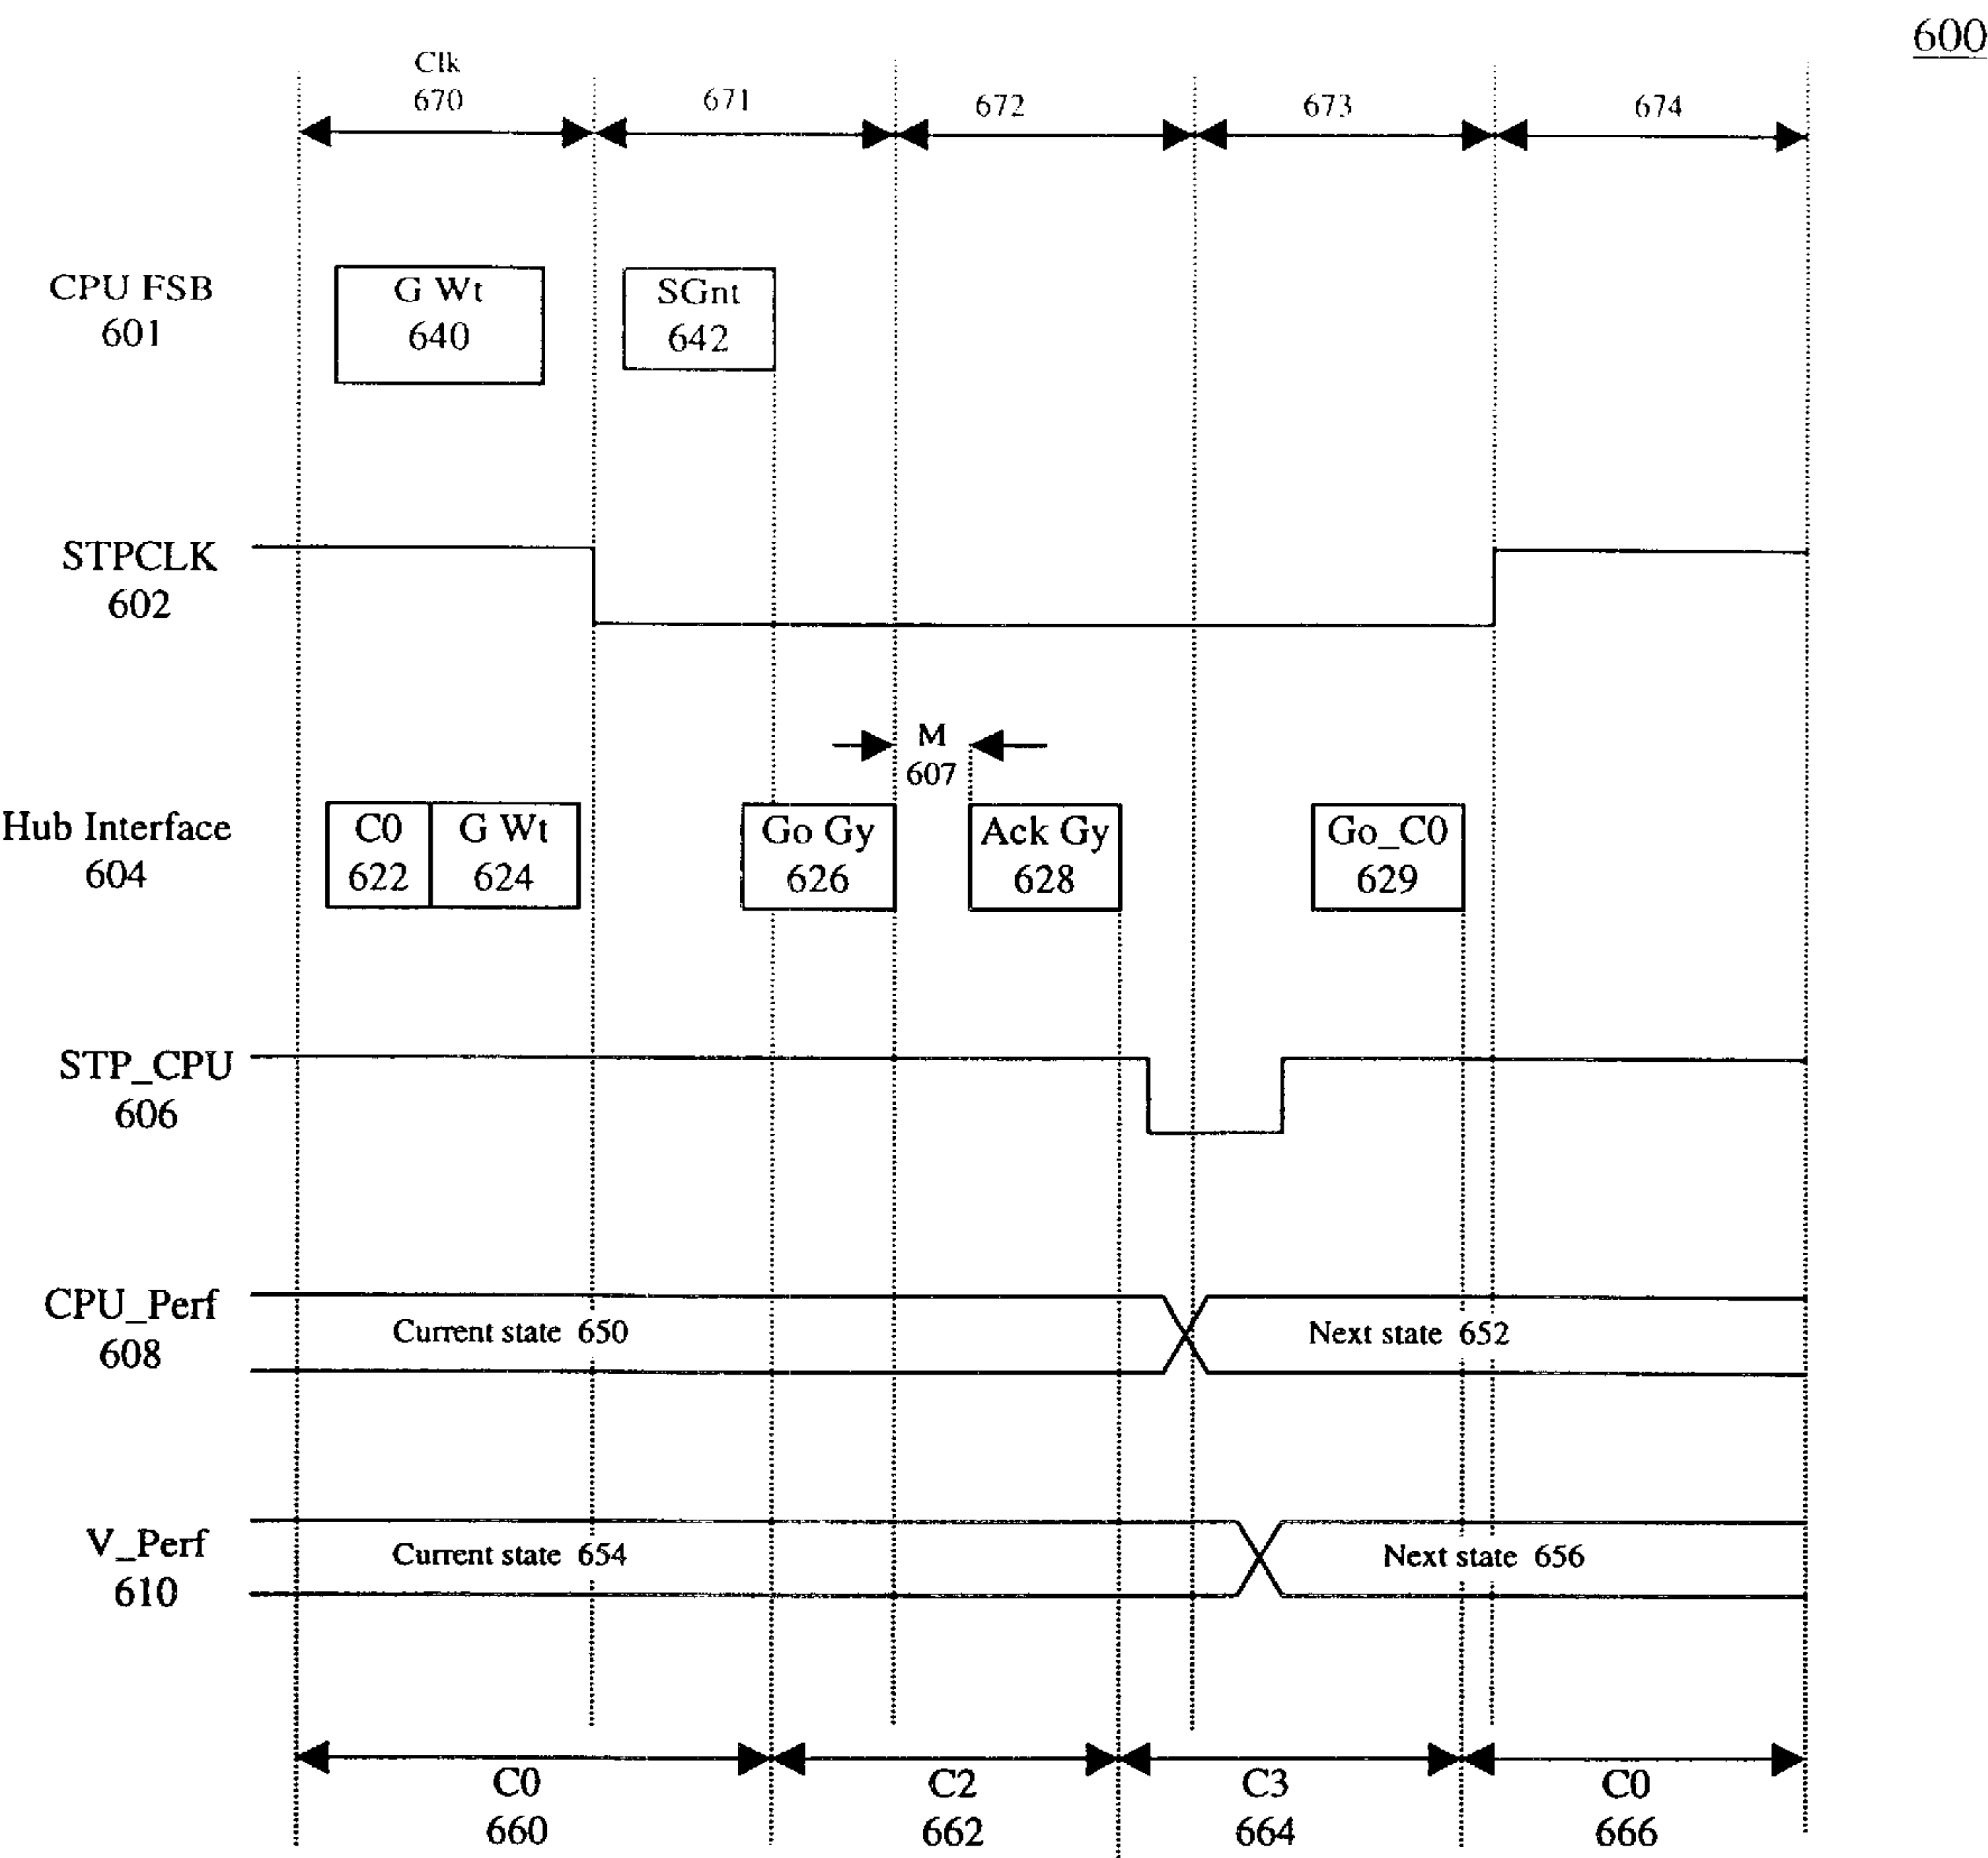 600
Clk
670
671
672
673
674
CPU FSB
601
G Wt
640
SGnt
642
STPCLK
602
M
607
Hub Interface
604
C0
622
G Wt
624
Go Gy
626
Ack Gy
628
Go_C0
629
STP_CPU
606
CPU_Perf
608
Current state 650
Next state 652
V_Perf
610
Current state 654
Next state 656
C0
660
C2
662
C3
664
C0
666